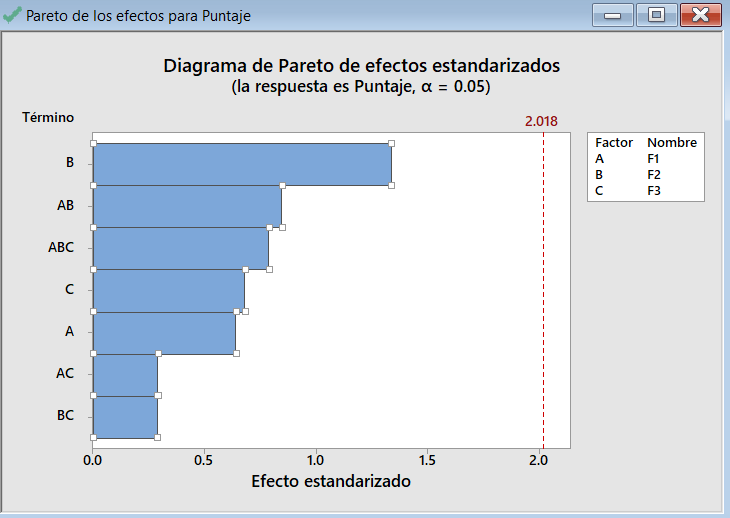 Pareto de los efectos para Puntaje
Diagrama de Pareto de efectos estandarizados
(la respuesta es Puntaje, α = 0.05)
Término
2.018
Factor Nombre
A F1
B F2
C F3
B
AB
ABC
C
A
AC
BC
0.0 0.5 1.0 1.5 2.0
Efecto estandarizado